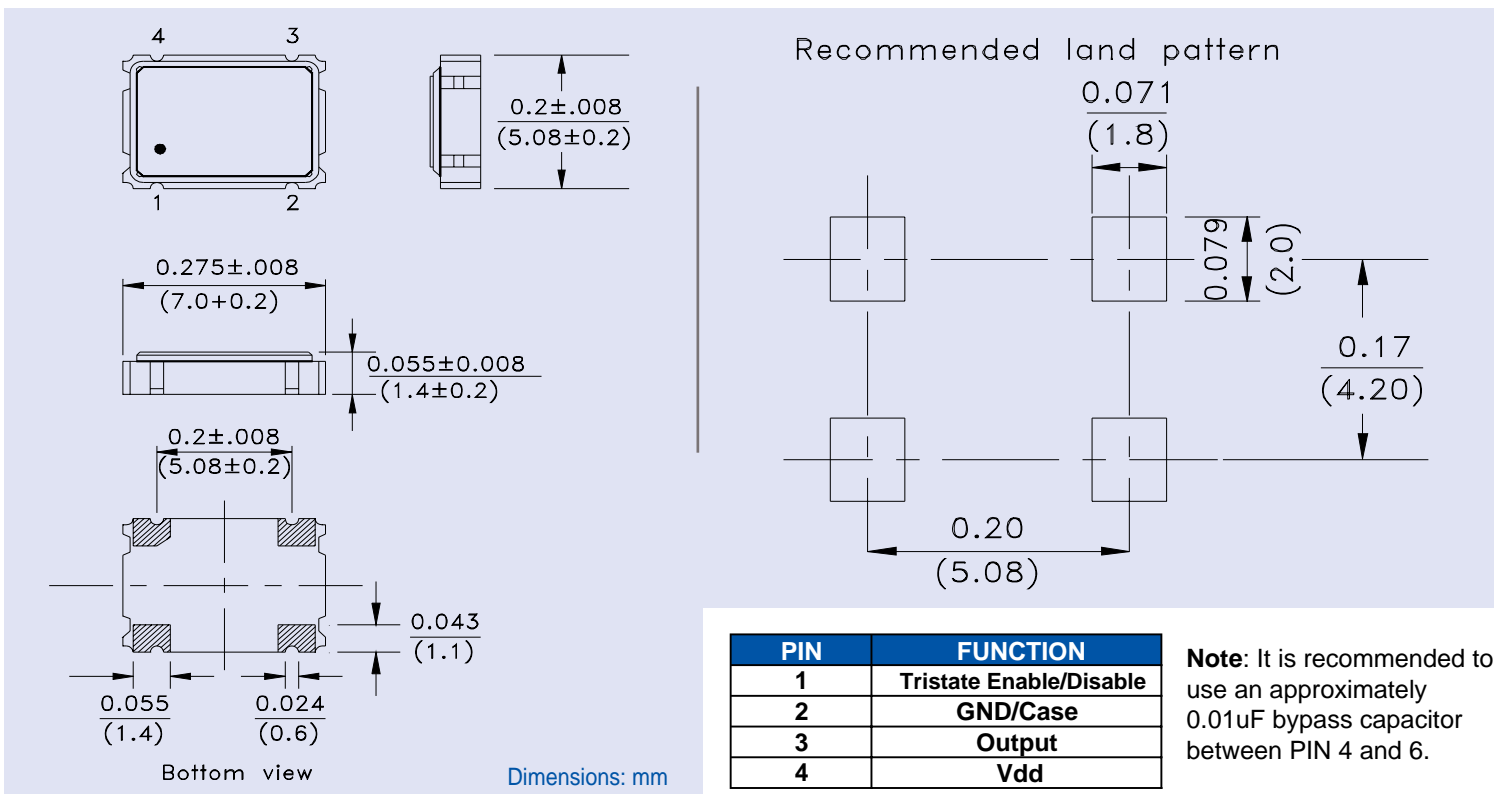 4 3
0.2±.008
(5.08±0.2)
1 2
0.275±.008
(7.0+0.2)
0.055±0.008
(1.4±0.2)
0.2±.008
(5.08±0.2)
0.043
(1.1)
0.055
(1.4)
0.024
(0.6)
Bottom view
Dimensions: mm
Recommended land pattern
0.071
(1.8)
0.079
(2.0)
0.17
(4.20)
0.20
(5.08)
PIN FUNCTION
1 Tristate Enable/Disable
2 GND/Case
3 Output
4 Vdd
Note: It is recommended to
use an approximately
0.01uF bypass capacitor
between PIN 4 and 6.